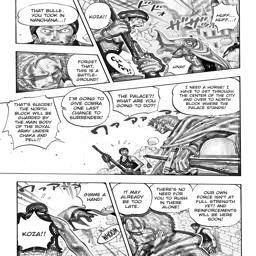 THAT BULLET
YOU TOOK IN
NANOHANA...!
KOZA!!
HUFF...
HUFF...
FORGET
THAT,
THIS IS A
BATTLE-
GROUND!
UNG!
I NEED A HORSE! I
HAVE TO GET THROUGH
THE CENTER OF THE CITY
AND OVER TO NORTH
BLOCK WHERE THE
PALACE STANDS!
THE PALACE?!
WHAT ARE YOU
GOING TO DO?!
I'M GOING TO
GIVE COBRA
ONE LAST
CHANCE TO
SURRENDER!
THAT'S SUICIDE!
THE NORTH
BLOCK WILL BE
GUARDED BY
THE MAIN BODY
OF THE ROYAL
ARMY UNDER
CHAKA AND
PELL!!
OUR OWN
FORCE ISN'T AT
FULL STRENGTH
YET! AND
REINFORCEMENTS
WILL BE HERE
SOON!
THERE'S NO
NEED FOR
YOU TO RUSH
IN THERE
ALONE!
IT MAY
ALREADY
BE TOO
LATE.
GIMME A
HAND!
KOZA!!